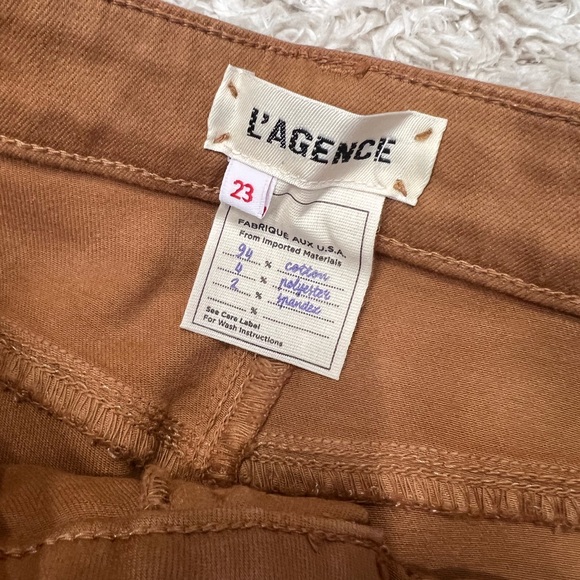 L'AGENCE
23
FABRIQUE AUX U.S.A.
From Imported Materials
94 % cotton
4 % polyester
2 % spandex
%
See Care Label
For Wash Instructions